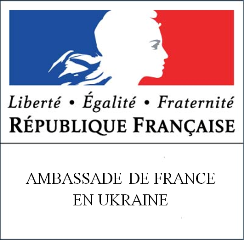 Liberté • Égalité • Fraternité
RÉPUBLIQUE FRANÇAISE
AMBASSADE DE FRANCE
EN UKRAINE